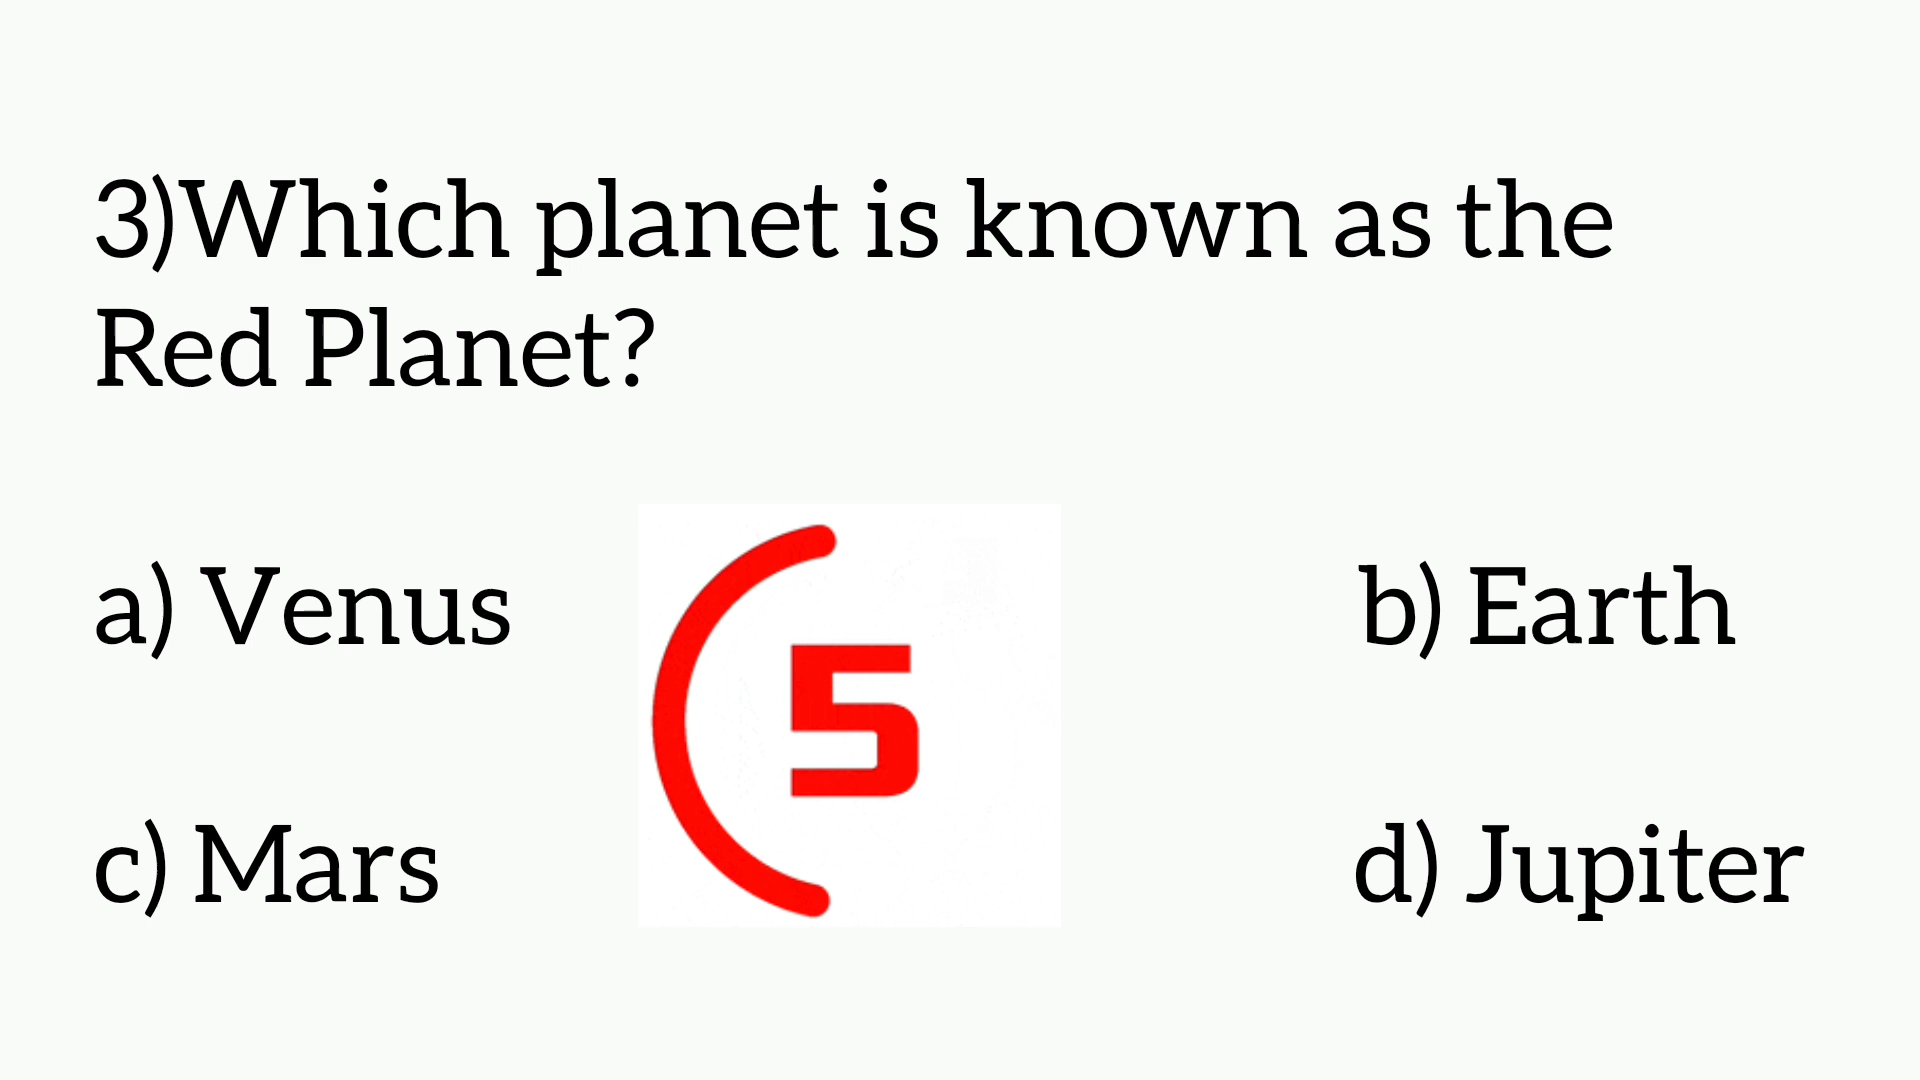 3)Which planet is known as the
Red Planet?
a) Venus
b) Earth
5
c) Mars
d) Jupiter